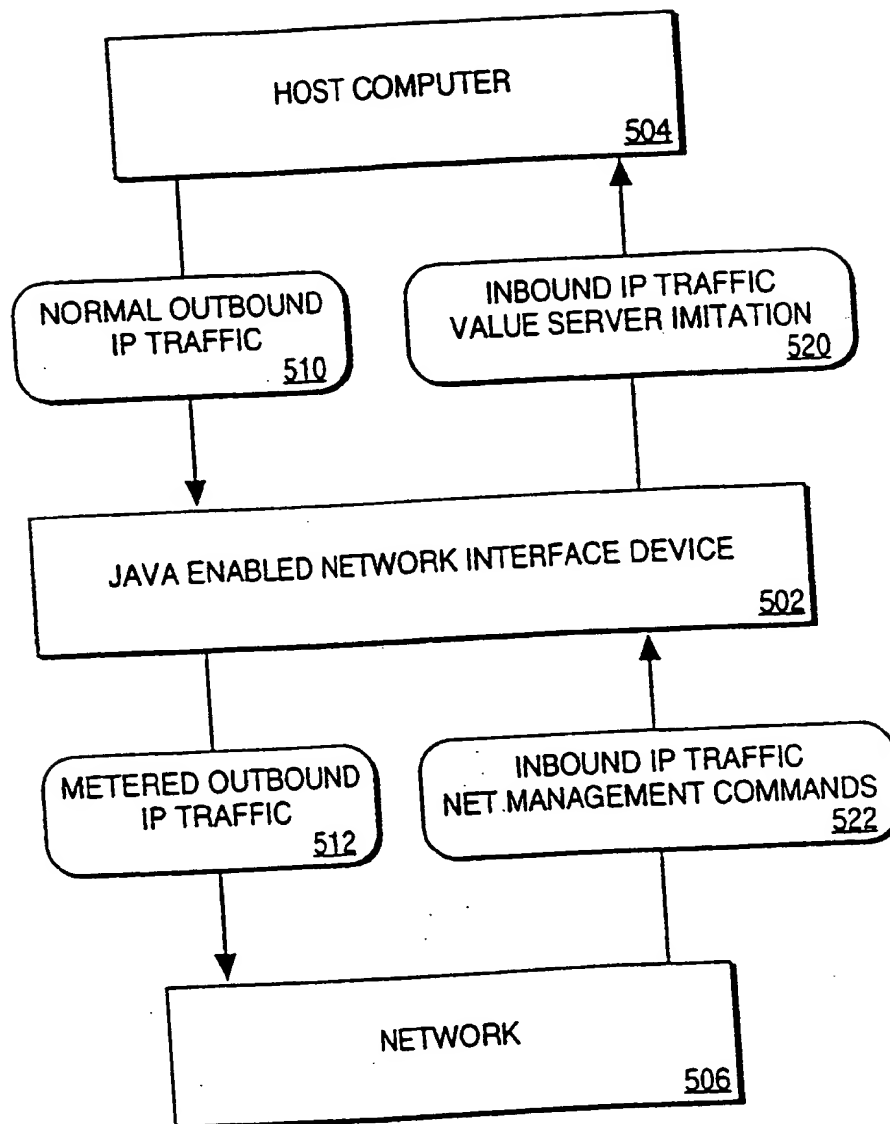 HOST COMPUTER
504
NORMAL OUTBOUND
IP TRAFFIC
510
INBOUND IP TRAFFIC
VALUE SERVER IMITATION
520
JAVA ENABLED NETWORK INTERFACE DEVICE
502
METERED OUTBOUND
IP TRAFFIC
512
INBOUND IP TRAFFIC
NET.MANAGEMENT COMMANDS
522
NETWORK
506